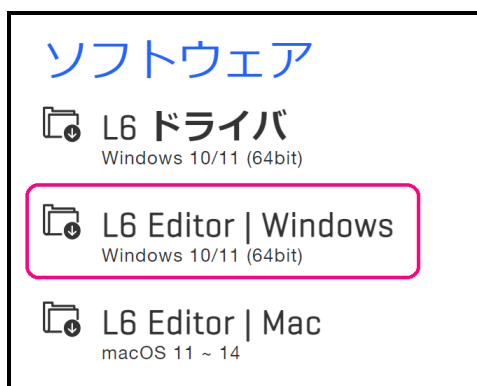 ソフトウェア
L6 ドライバ
Windows 10/11 (64bit)
L6 Editor | Windows
Windows 10/11 (64bit)
L6 Editor | Mac
macOS 11 ~ 14